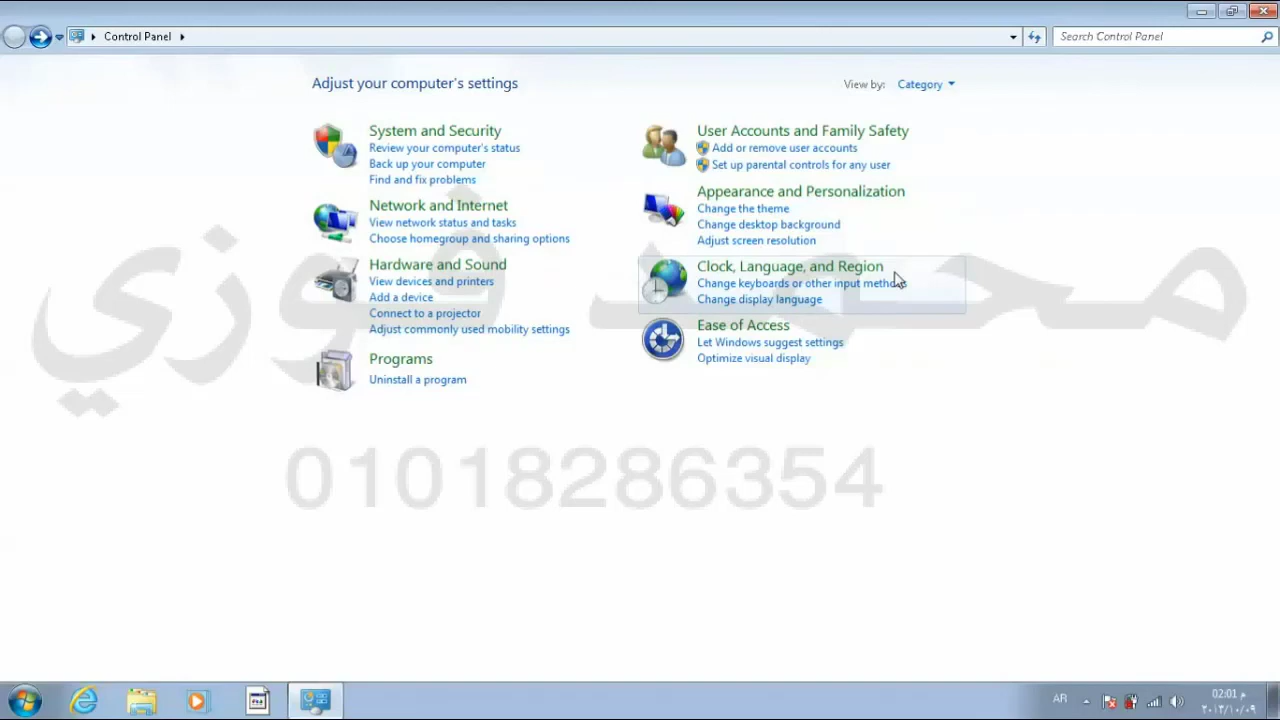 Control Panel
Search Control Panel
Adjust your computer's settings
View by: Category
System and Security
Review your computer's status
Back up your computer
Find and fix problems
Network and Internet
View network status and tasks
Choose homegroup and sharing options
Hardware and Sound
View devices and printers
Add a device
Connect to a projector
Adjust commonly used mobility settings
Programs
Uninstall a program
User Accounts and Family Safety
Add or remove user accounts
Set up parental controls for any user
Appearance and Personalization
Change the theme
Change desktop background
Adjust screen resolution
Clock, Language, and Region
Change keyboards or other input methods
Change display language
Ease of Access
Let Windows suggest settings
Optimize visual display
محمد فوزي
01018286354
AR
02:01 م
٢٠١٣/١٠/٠٩